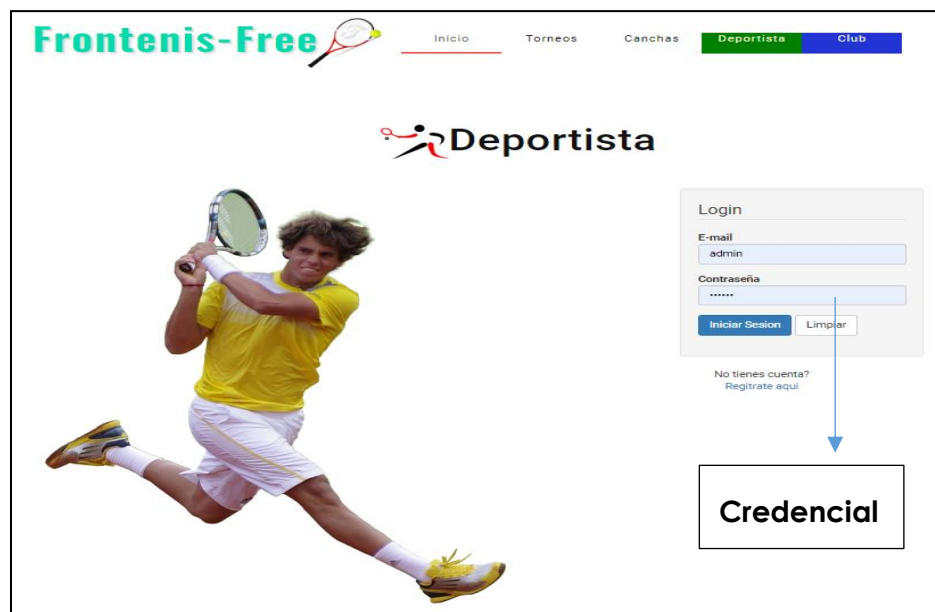 Frontenis-Free
Inicio Torneos Canchas Deportista Club
Deportista
Login
E-mail
admin
Contraseña
••••••
Iniciar Sesion Limpiar
No tienes cuenta?
Regitrate aqui
Credencial